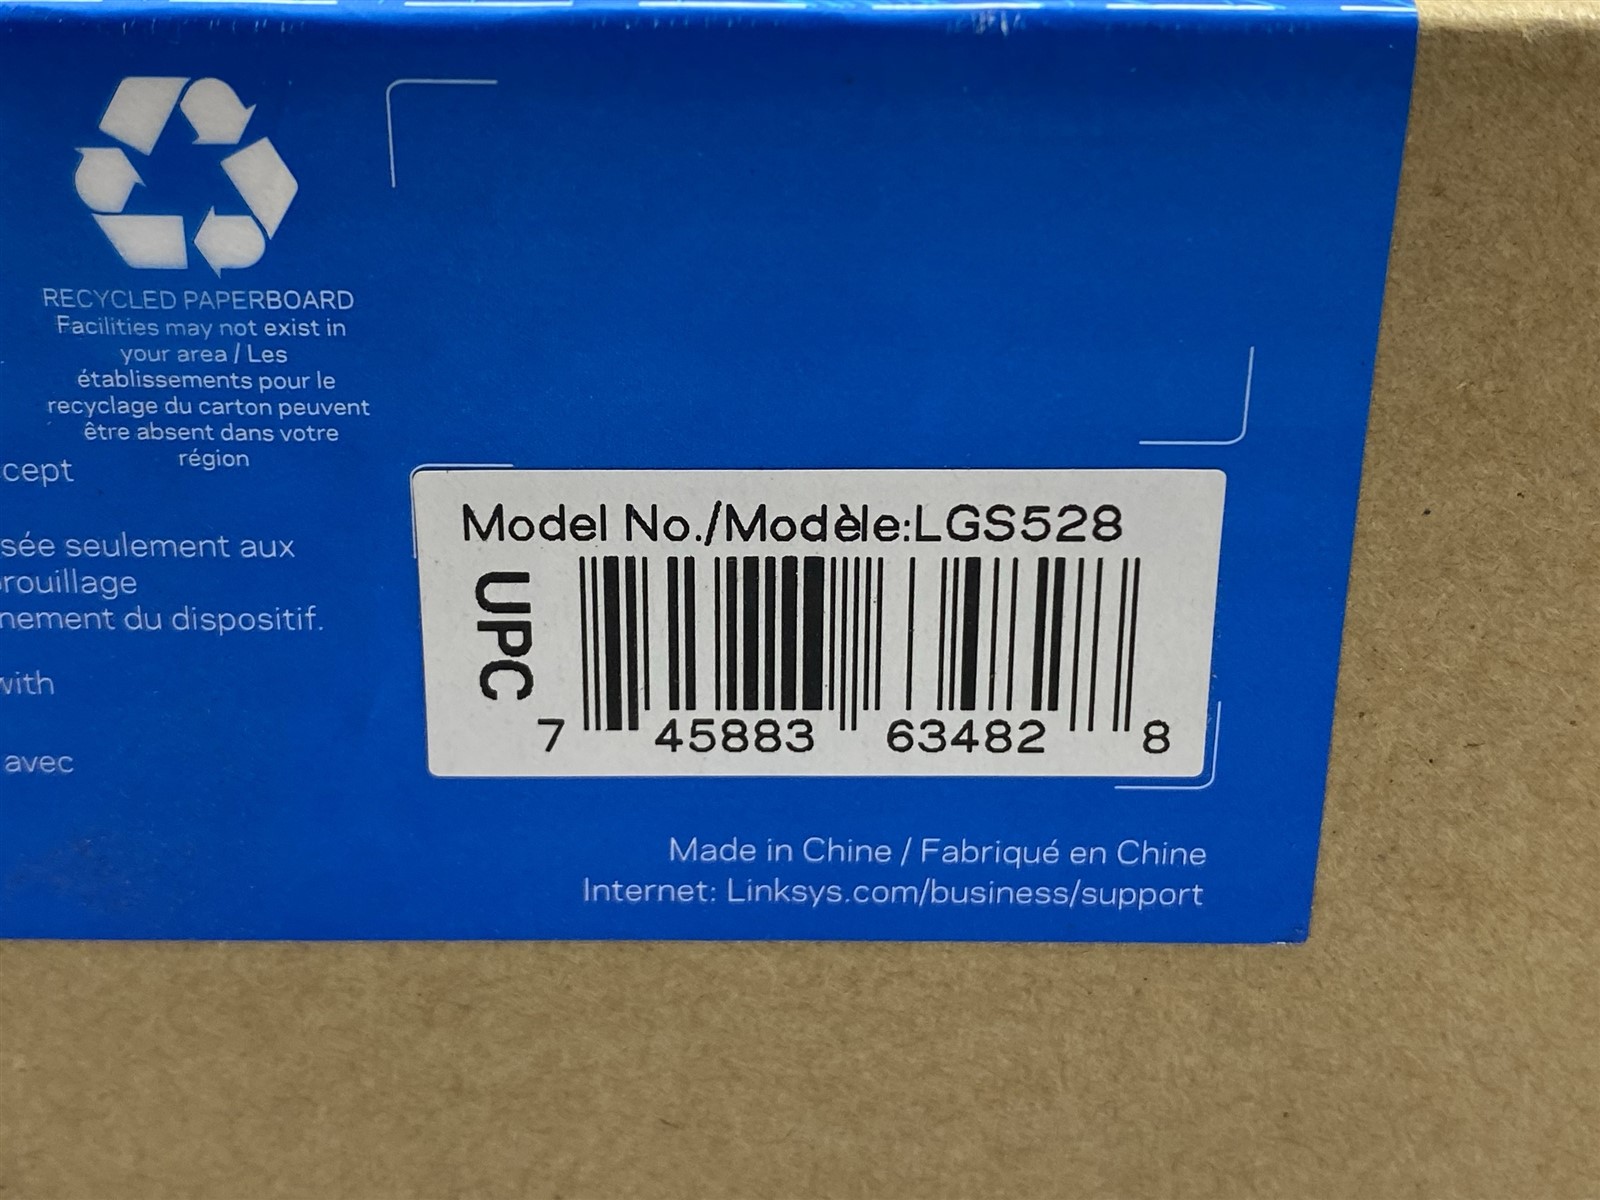 RECYCLED PAPERBOARD
Facilities may not exist in
your area / Les
établissements pour le
recyclage du carton peuvent
être absent dans votre
région
cept
sée seulement aux
rouillage
nement du dispositif.
with
avec
Model No./Modèle:LGS528
UPC
7 45883 63482 8
Made in Chine / Fabriqué en Chine
Internet: Linksys.com/business/support